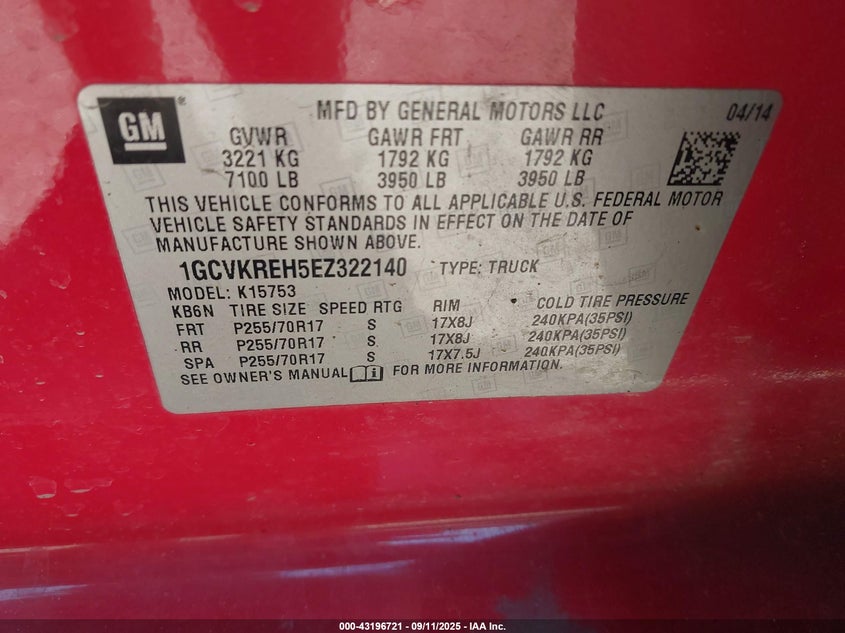 GM
®
MFD BY GENERAL MOTORS LLC 04/14
GVWR GAWR FRT GAWR RR
3221 KG 1792 KG 1792 KG
7100 LB 3950 LB 3950 LB
THIS VEHICLE CONFORMS TO ALL APPLICABLE U.S. FEDERAL MOTOR
VEHICLE SAFETY STANDARDS IN EFFECT ON THE DATE OF
MANUFACTURE SHOWN ABOVE.
1GCVKREH5EZ322140 TYPE: TRUCK
MODEL: K15753
KB6N TIRE SIZE SPEED RTG RIM COLD TIRE PRESSURE
FRT P255/70R17 S 17X8J 240KPA(35PSI)
RR P255/70R17 S 17X8J 240KPA(35PSI)
SPA P255/70R17 S 17X7.5J 240KPA(35PSI)
SEE OWNER'S MANUAL FOR MORE INFORMATION.
000-43196721 | 09/11/2025 | IAA Inc.